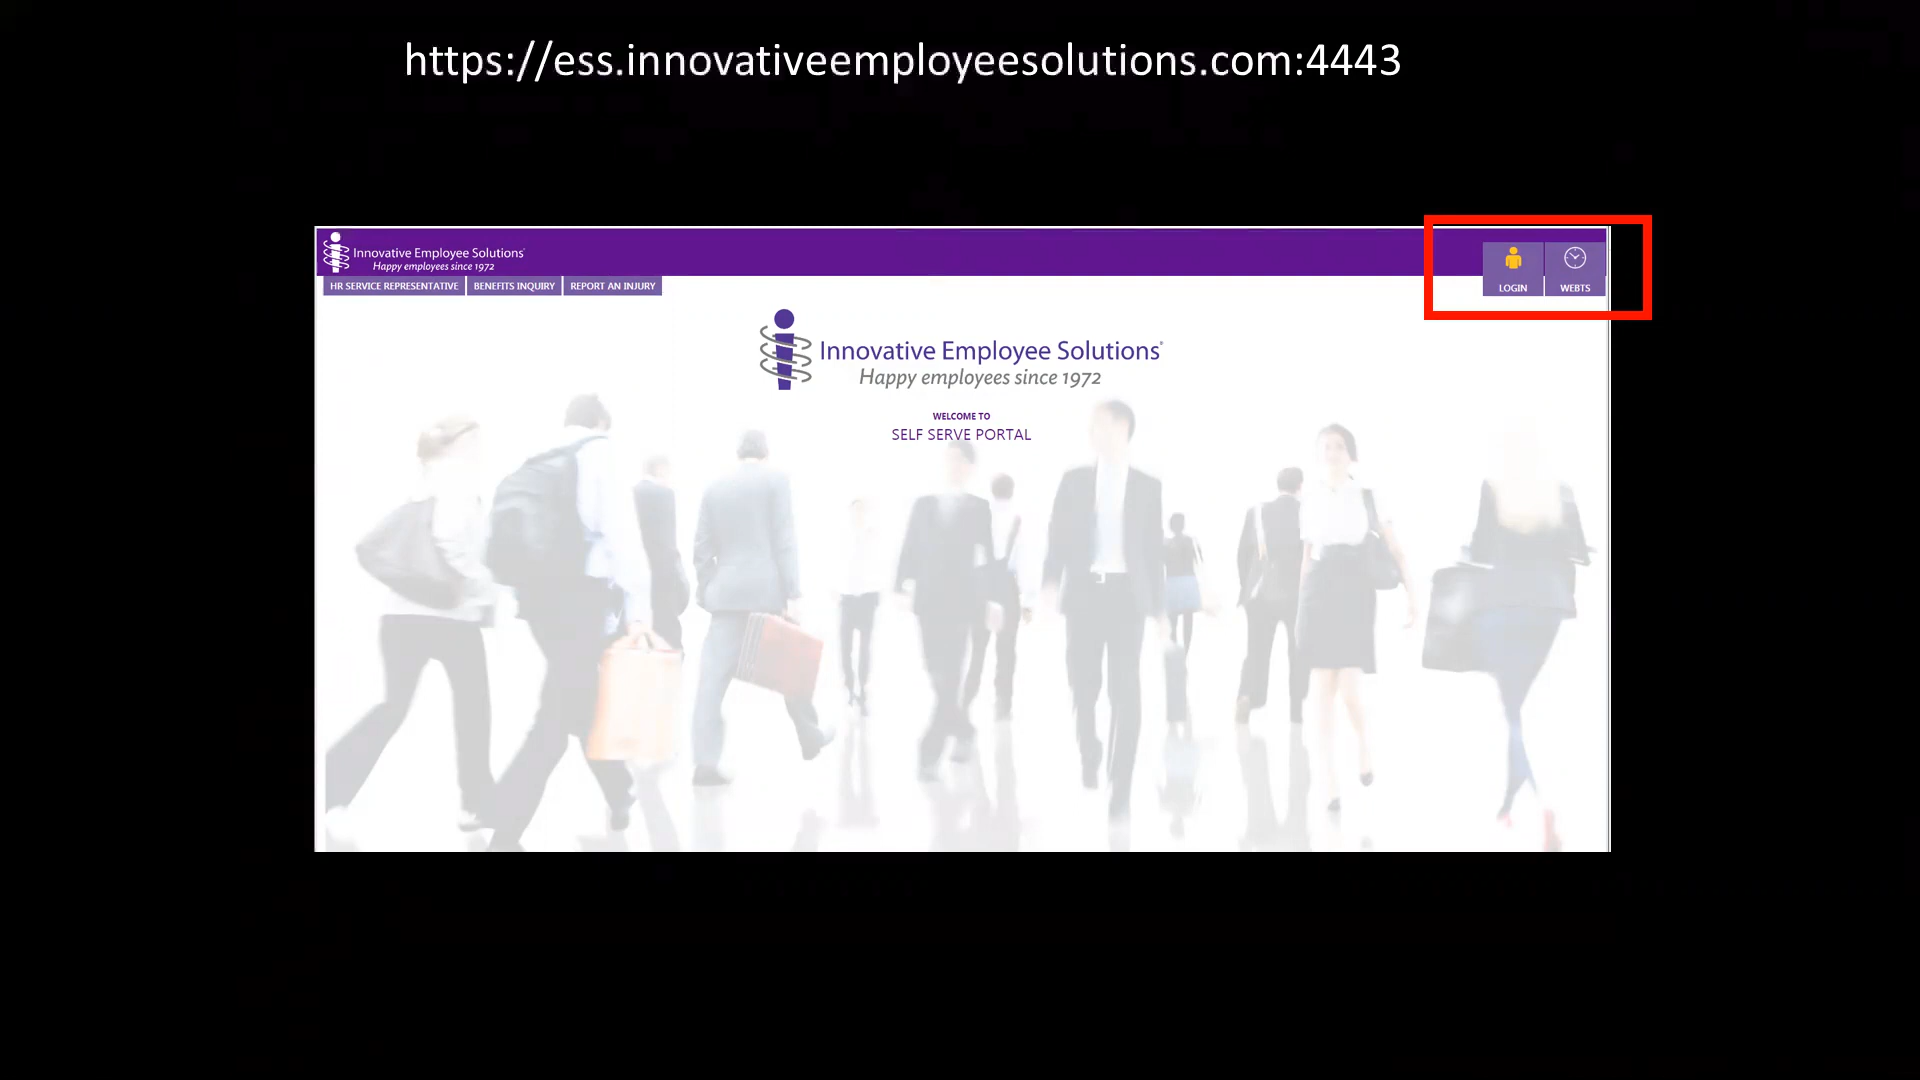 https://ess.innovativeemployeesolutions.com:4443
Innovative Employee Solutions
Happy employees since 1972
LOGIN
WEBTS
HR SERVICE REPRESENTATIVE
BENEFITS INQUIRY
REPORT AN INJURY
Innovative Employee Solutions
Happy employees since 1972
WELCOME TO
SELF SERVE PORTAL